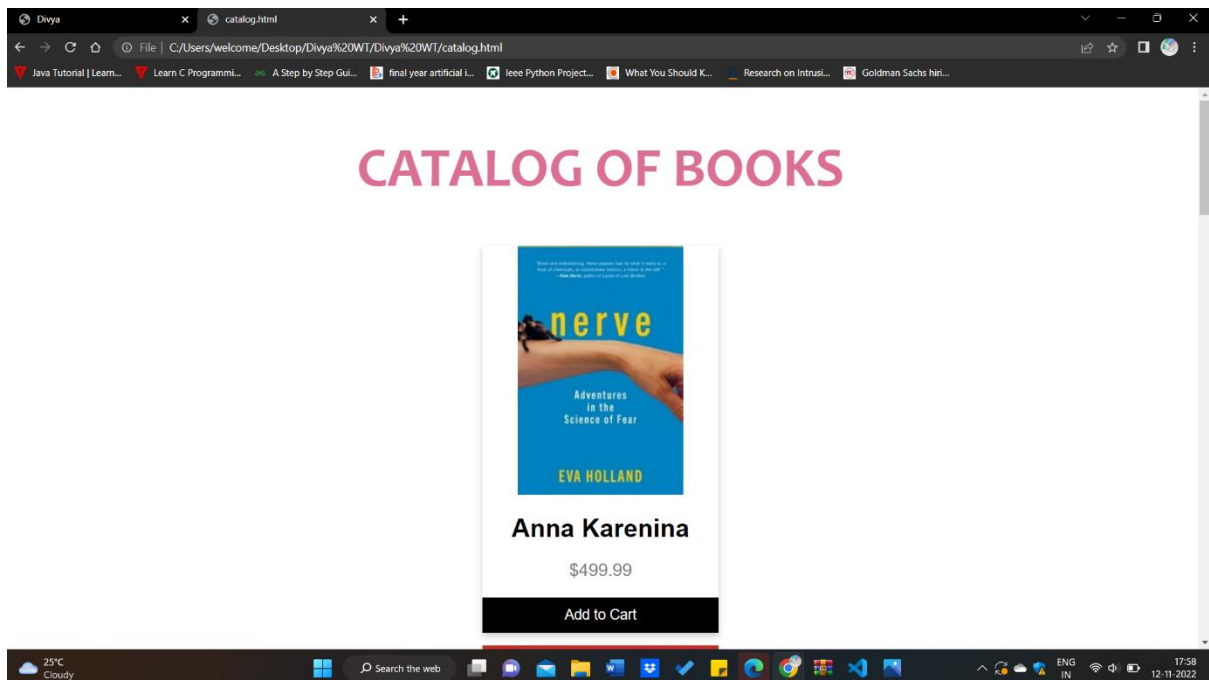 Divya
catalog.html
File | C:/Users/welcome/Desktop/Divya%20WT/Divya%20WT/catalog.html
Java Tutorial | Learn...
Learn C Programmi...
A Step by Step Gui...
final year artificial i...
Ieee Python Project...
What You Should K...
Research on Intrusi...
Goldman Sachs hiri...
CATALOG OF BOOKS
nerve
Adventures
in the
Science of Fear
EVA HOLLAND
Anna Karenina
$499.99
Add to Cart
25°C
Cloudy
Search the web
ENG
IN
17:58
12-11-2022